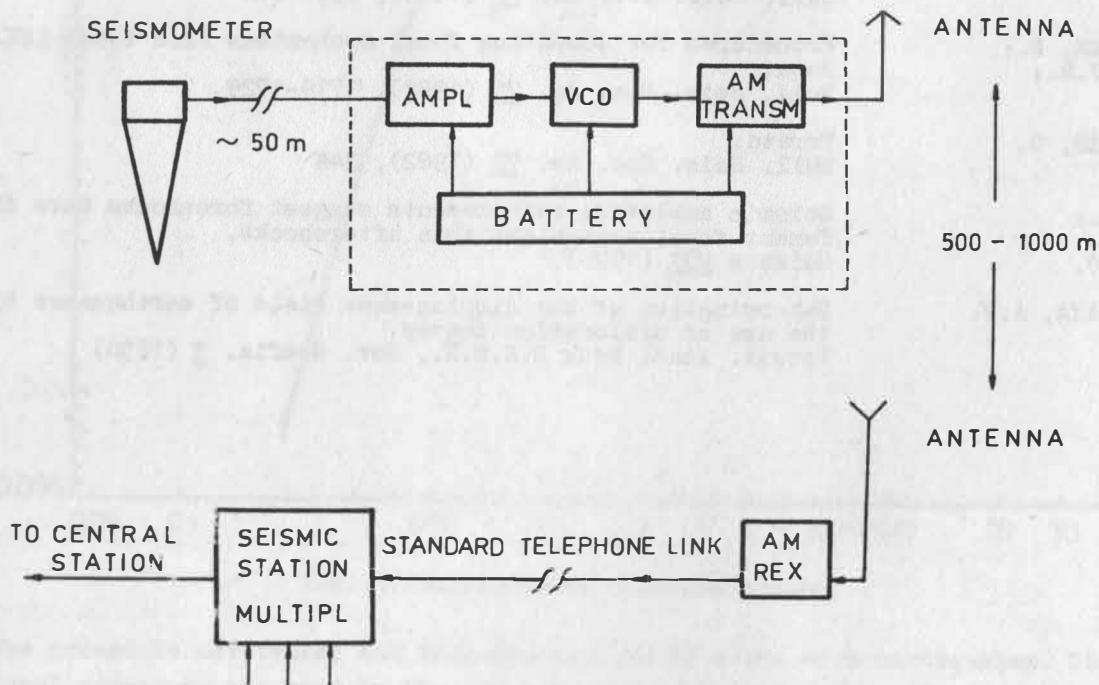 SEISMOMETER
ANTENNA
AMPL
VCO
AM
TRANSM
~ 50 m
BATTERY
500 - 1000 m
ANTENNA
TO CENTRAL
STATION
SEISMIC
STATION
MULTIPL
STANDARD TELEPHONE LINK
AM
REX